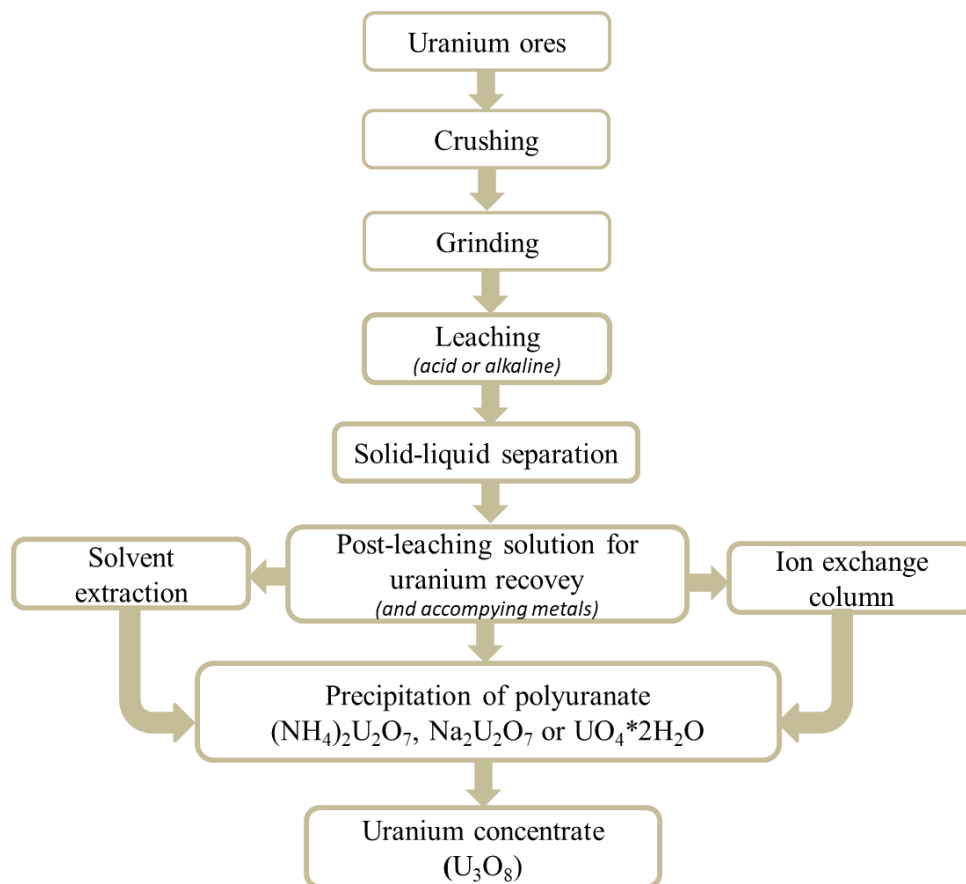 Uranium ores
Crushing
Grinding
Leaching
(acid or alkaline)
Solid-liquid separation
Post-leaching solution for
uranium recovey
(and accompying metals)
Solvent
extraction
Ion exchange
column
Precipitation of polyuranate
(NH₄)₂U₂O₇, Na₂U₂O₇ or UO₄*2H₂O
Uranium concentrate
(U₃O₈)